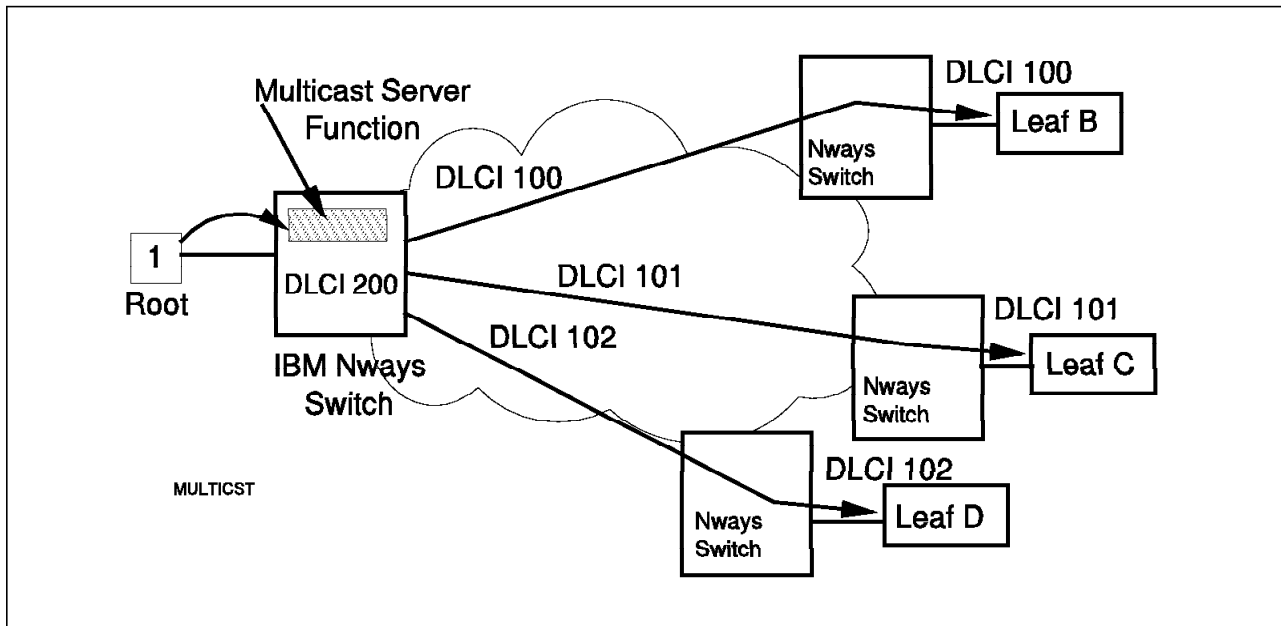 Multicast Server
Function
DLCI 100
Leaf B
Nways
Switch
DLCI 100
1
Root
DLCI 200
IBM Nways
Switch
DLCI 101
DLCI 101
Leaf C
Nways
Switch
DLCI 102
DLCI 102
Leaf D
Nways
Switch
MULTICST